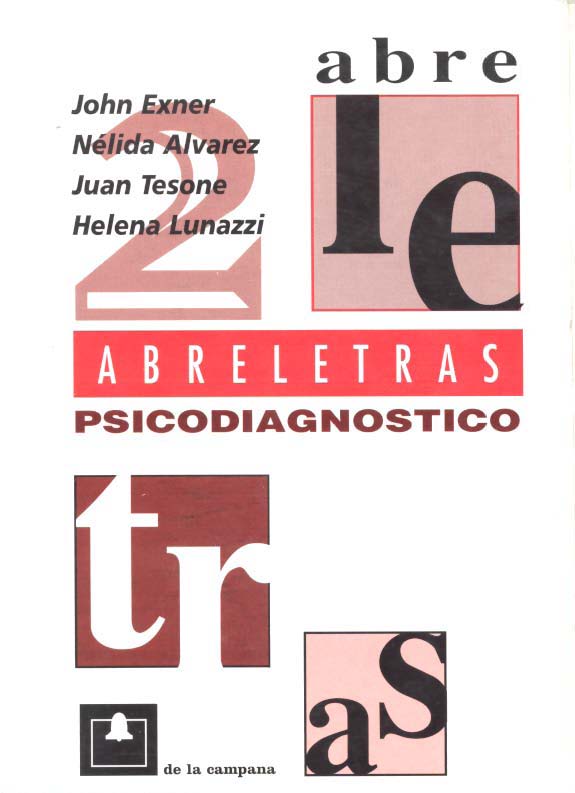 abre
John Exner
Nélida Alvarez
Juan Tesone
Helena Lunazzi
2
le
ABRELETRAS
PSICODIAGNOSTICO
tr
as
de la campana